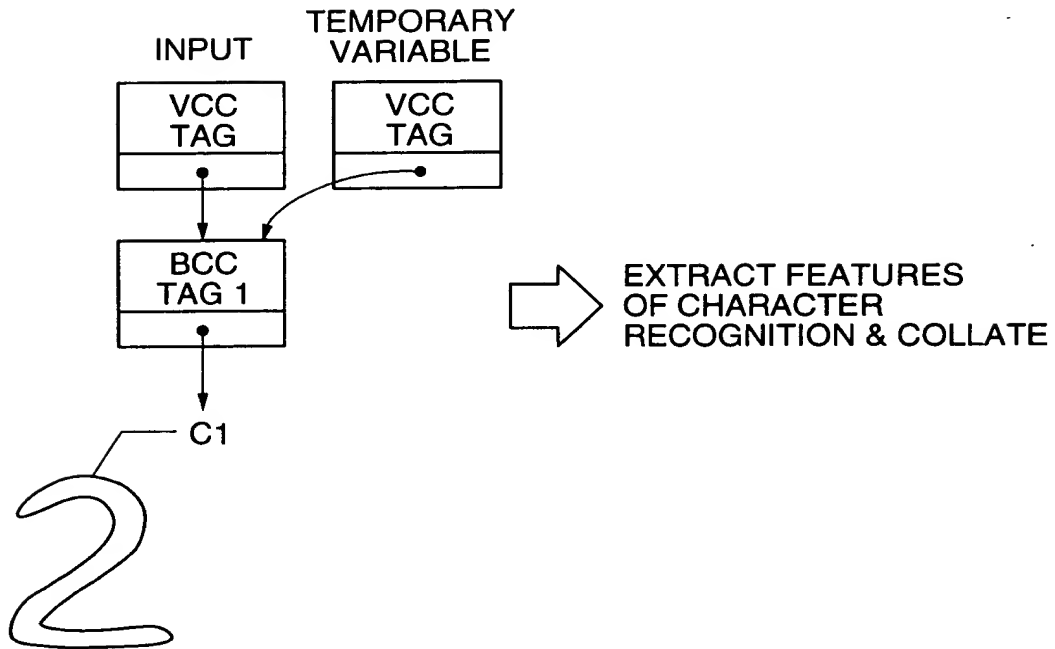 INPUT
TEMPORARY
VARIABLE
VCC
TAG
VCC
TAG
BCC
TAG 1
EXTRACT FEATURES
OF CHARACTER
RECOGNITION & COLLATE
C1
2